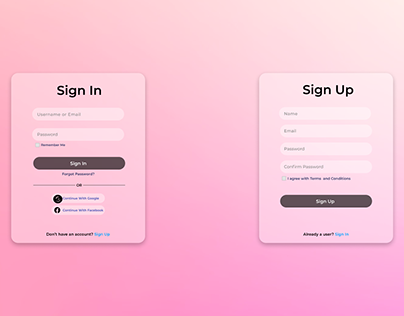 Sign In
Username or Email
Password
Remember Me
Sign In
Forgot Password?
OR
Continue With Google
Continue With Facebook
Don't have an account? Sign Up
Sign Up
Name
Email
Password
Confirm Password
I agree with Terms and Conditions
Sign Up
Already a user? Sign In